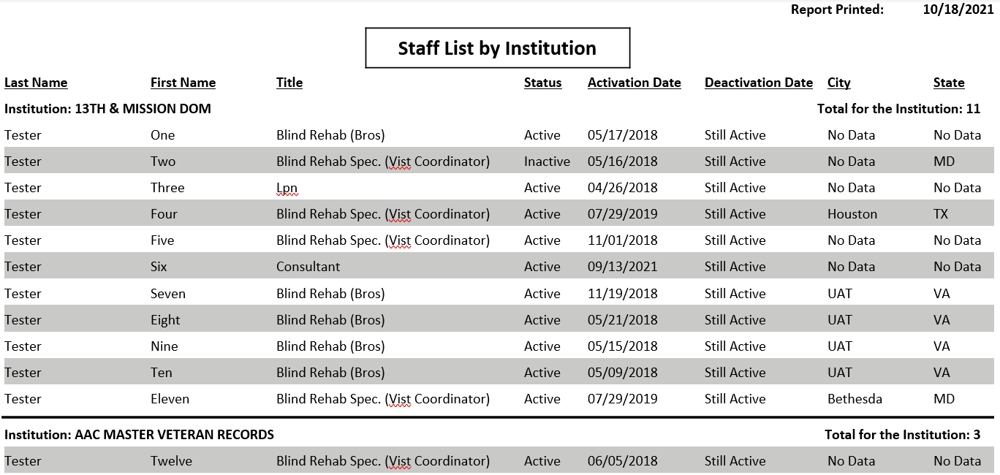 Report Printed: 10/18/2021
Staff List by Institution
Last Name First Name Title Status Activation Date Deactivation Date City State
Institution: 13TH & MISSION DOM Total for the Institution: 11
Tester One Blind Rehab (Bros) Active 05/17/2018 Still Active No Data No Data
Tester Two Blind Rehab Spec. (Vist Coordinator) Inactive 05/16/2018 Still Active No Data MD
Tester Three Lpn Active 04/26/2018 Still Active No Data No Data
Tester Four Blind Rehab Spec. (Vist Coordinator) Active 07/29/2019 Still Active Houston TX
Tester Five Blind Rehab Spec. (Vist Coordinator) Active 11/01/2018 Still Active No Data No Data
Tester Six Consultant Active 09/13/2021 Still Active No Data No Data
Tester Seven Blind Rehab (Bros) Active 11/19/2018 Still Active UAT VA
Tester Eight Blind Rehab (Bros) Active 05/21/2018 Still Active UAT VA
Tester Nine Blind Rehab (Bros) Active 05/15/2018 Still Active UAT VA
Tester Ten Blind Rehab (Bros) Active 05/09/2018 Still Active UAT VA
Tester Eleven Blind Rehab Spec. (Vist Coordinator) Active 07/29/2019 Still Active Bethesda MD
Institution: AAC MASTER VETERAN RECORDS Total for the Institution: 3
Tester Twelve Blind Rehab Spec. (Vist Coordinator) Active 06/05/2018 Still Active No Data No Data